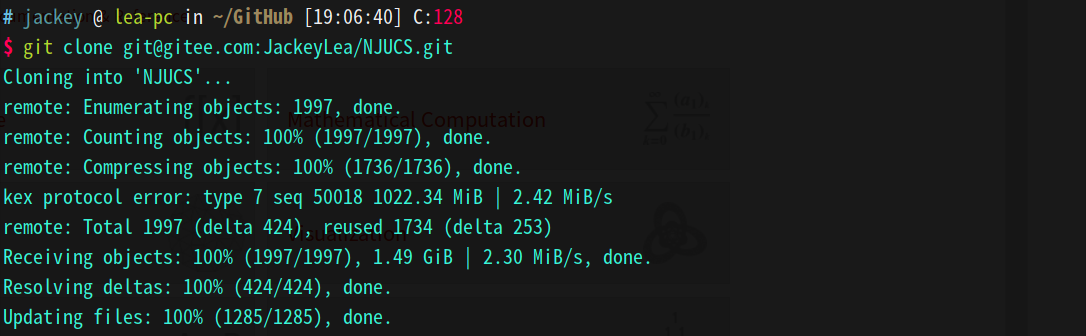 # jackey @ lea-pc in ~/GitHub [19:06:40] C:128
$ git clone git@gitee.com:JackeyLea/NJUCS.git
Cloning into 'NJUCS'...
remote: Enumerating objects: 1997, done.
Mathematical Computation
remote: Counting objects: 100% (1997/1997), done.
remote: Compressing objects: 100% (1736/1736), done.
kex protocol error: type 7 seq 50018 1022.34 MiB | 2.42 MiB/s
remote: Total 1997 (delta 424), reused 1734 (delta 253)
Visualization
Receiving objects: 100% (1997/1997), 1.49 GiB | 2.30 MiB/s, done.
Resolving deltas: 100% (424/424), done.
Updating files: 100% (1285/1285), done.